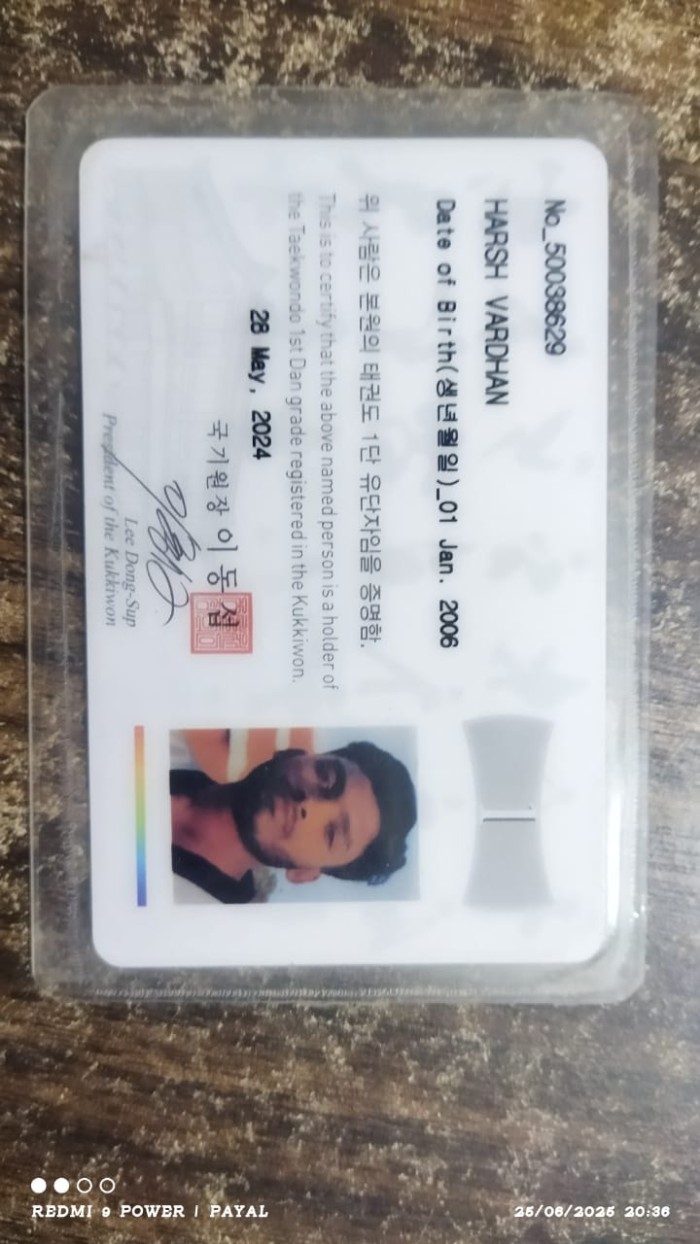 No_50038629
HARSH VARDHAN
Date of Birth(생년월일)_01 Jan. 2006
위 사람은 본원의 태권도 1단 유단자임을 증명함.
This is to certify that the above named person is a holder of
the Taekwondo 1st Dan grade registered in the Kukkiwon.
28 May, 2024
국기원장 이동섭
Lee Dong-Sup
President of the Kukkiwon
I
REDMI 9 POWER | PAYAL
25/06/2025 20:36